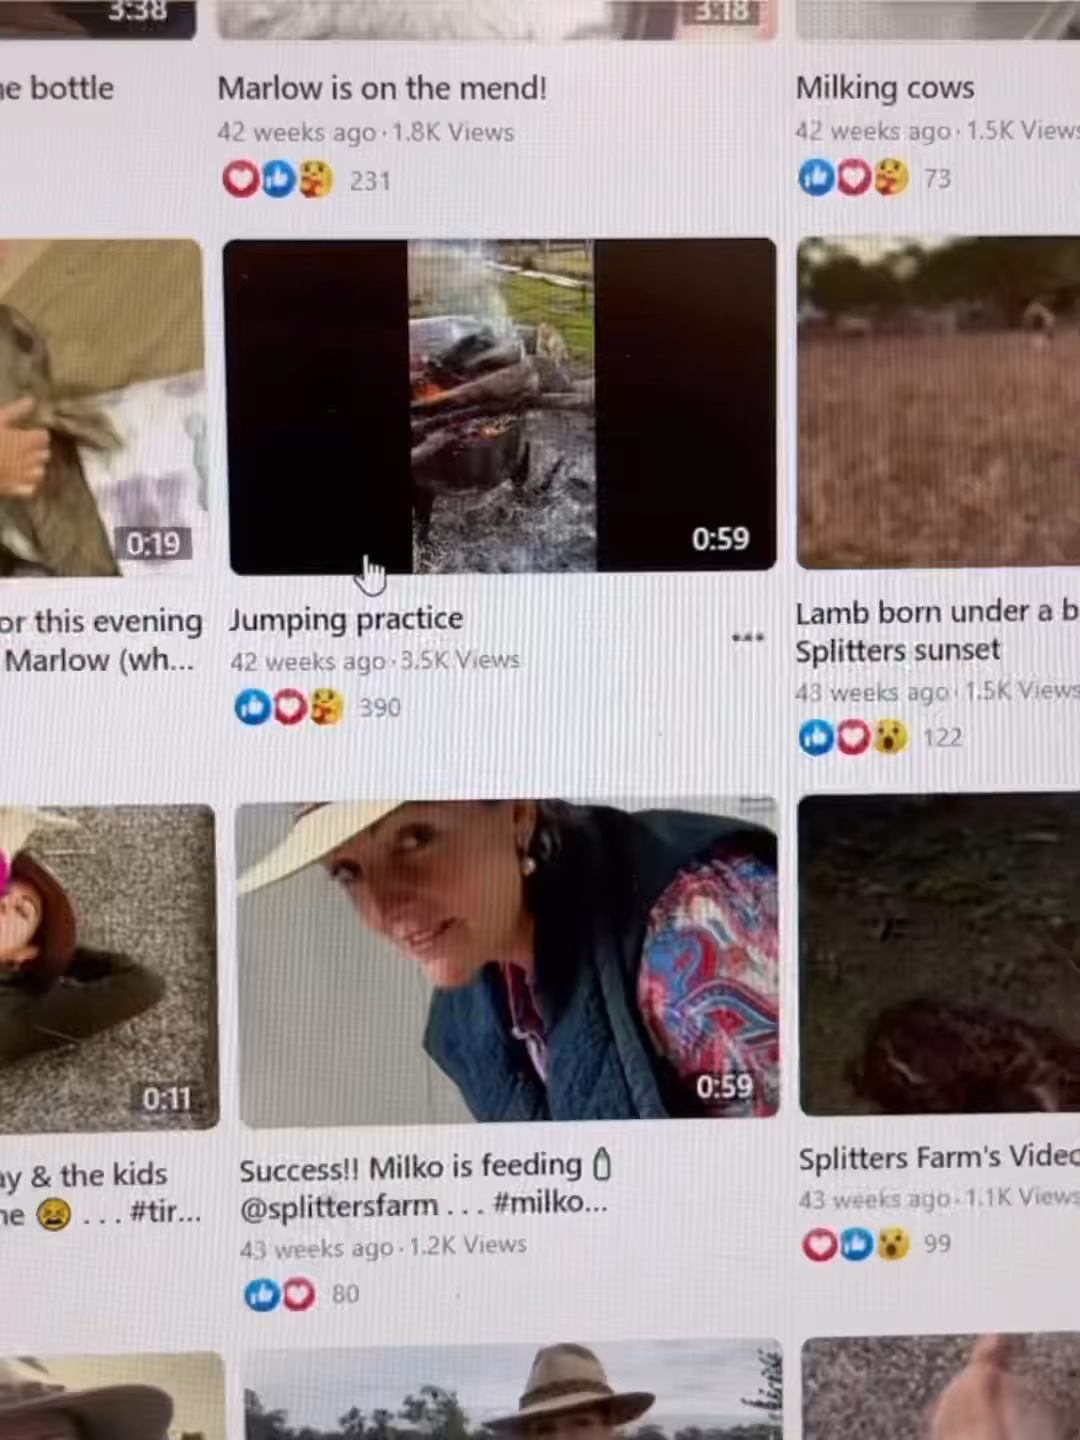 3:38
3:18
ne bottle
Marlow is on the mend!
42 weeks ago · 1.8K Views
231
Milking cows
42 weeks ago · 1.5K Views
73
0:19
or this evening
Marlow (wh...
0:59
Jumping practice
42 weeks ago · 3.5K Views
390
Lamb born under a b
Splitters sunset
43 weeks ago · 1.5K Views
122
0:11
ay & the kids
me 😫 . . . #tir...
0:59
Success!! Milko is feeding 🍼
@splittersfarm . . . #milko...
43 weeks ago · 1.2K Views
80
Splitters Farm's Video
43 weeks ago · 1.1K Views
99